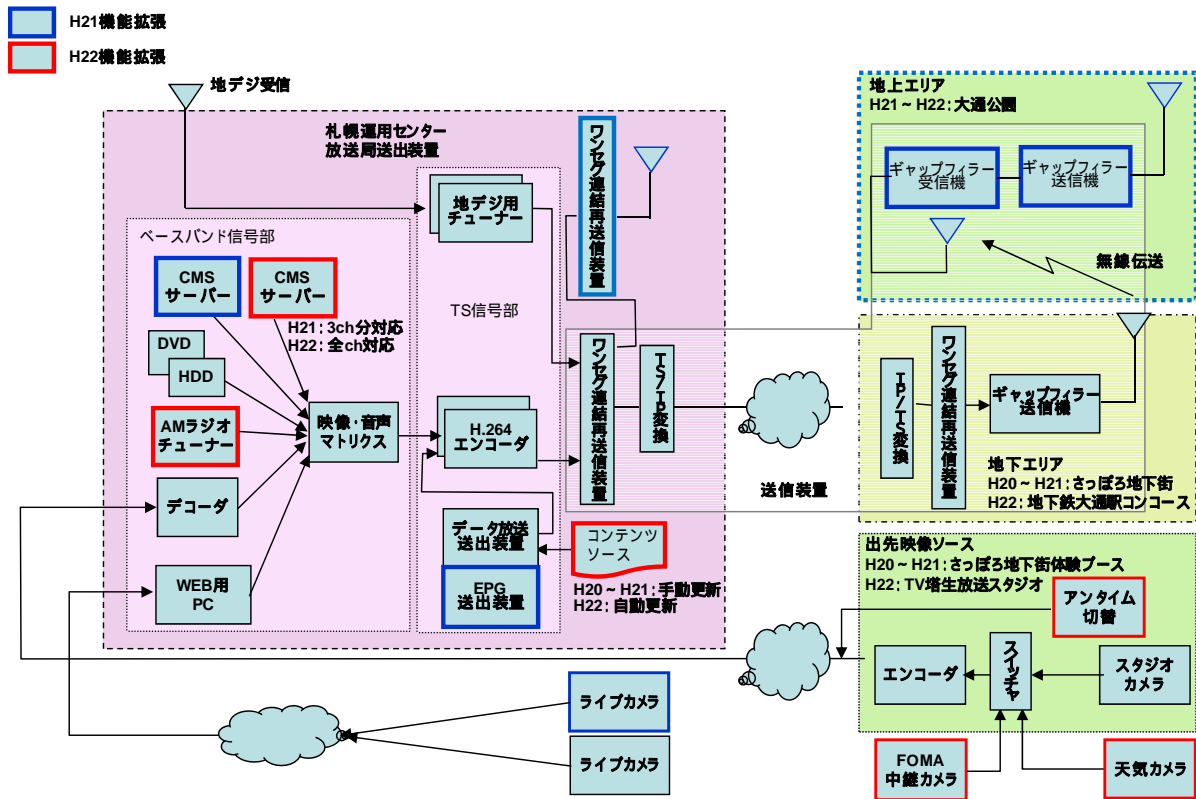 H21機能拡張
H22機能拡張
地デジ受信
札幌運用センター
放送局送出装置
ワンセグ連結再送信装置
地デジ用
チューナー
ベースバンド信号部
CMS
サーバー
CMS
サーバー
H21：3ch分対応
H22：全ch対応
TS信号部
DVD
HDD
AMラジオ
チューナー
映像・音声
マトリクス
H.264
エンコーダ
ワンセグ連結再送信装置
TS/IP変換
デコーダ
データ放送
送出装置
コンテンツ
ソース
WEB用
PC
EPG
送出装置
H20～H21：手動更新
H22：自動更新
送信装置
地上エリア
H21～H22：大通公園
ギャップフィラー
受信機
ギャップフィラー
送信機
無線伝送
IP/TS変換
ワンセグ連結再送信装置
ギャップフィラー
送信機
地下エリア
H20～H21：さっぽろ地下街
H22：地下鉄大通駅コンコース
出先映像ソース
H20～H21：さっぽろ地下街体験ブース
H22：TV塔生放送スタジオ
アンタイム
切替
エンコーダ
スイッチャ
スタジオ
カメラ
ライブカメラ
ライブカメラ
FOMA
中継カメラ
天気カメラ